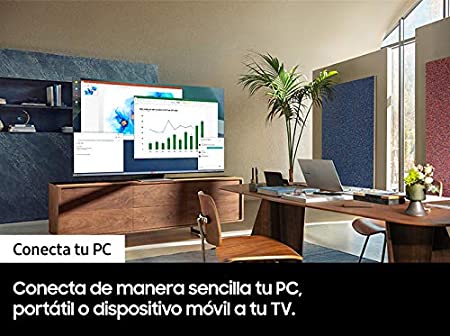 Conecta tu PC
Conecta de manera sencilla tu PC,
portátil o dispositivo móvil a tu TV.